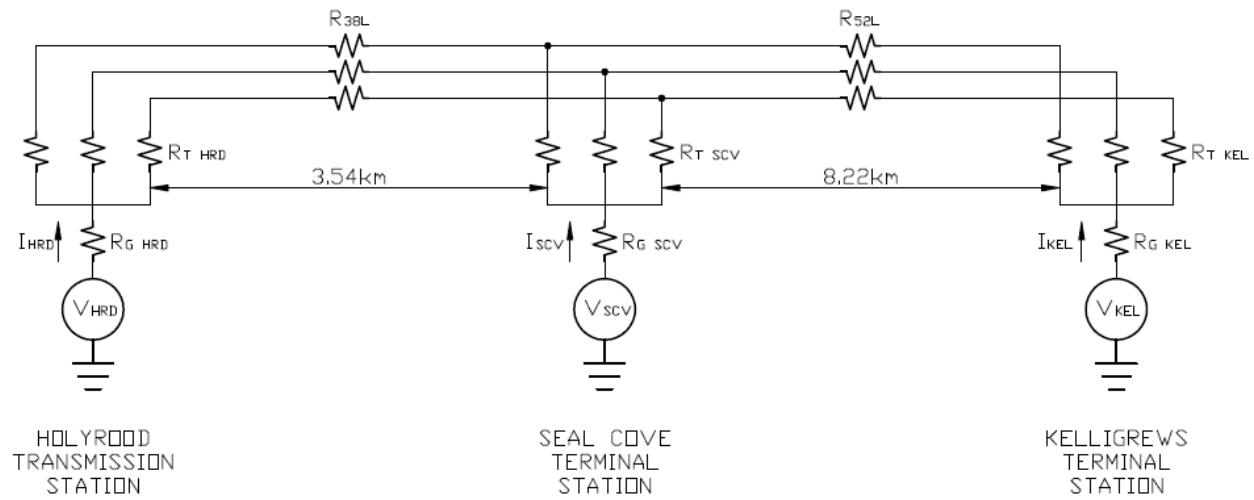 R38L
R52L
RT HRD
RT SCV
RT KEL
3.54km
8.22km
IHRD
RG HRD
ISCV
RG SCV
IKEL
RG KEL
VHRD
VSCV
VKEL
HOLYROOD
TRANSMISSION
STATION
SEAL COVE
TERMINAL
STATION
KELLIGREWS
TERMINAL
STATION